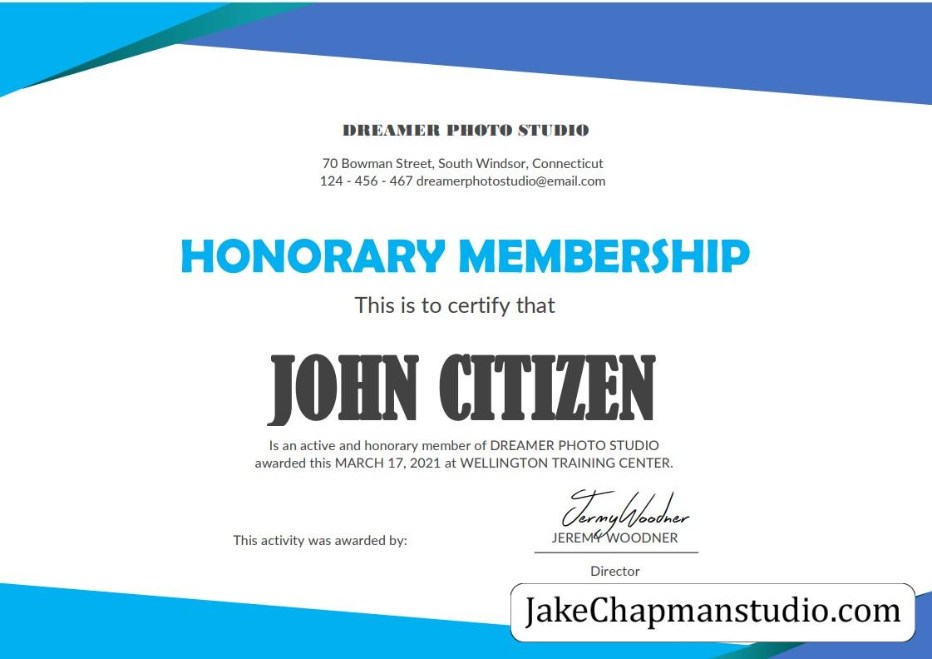 DREAMER PHOTO STUDIO
70 Bowman Street, South Windsor, Connecticut
124 - 456 - 467 dreamerphotostudio@email.com
HONORARY MEMBERSHIP
This is to certify that
JOHN CITIZEN
Is an active and honorary member of DREAMER PHOTO STUDIO
awarded this MARCH 17, 2021 at WELLINGTON TRAINING CENTER.
JermyWoodner
This activity was awarded by:
JEREMY WOODNER
Director
JakeChapmanstudio.com